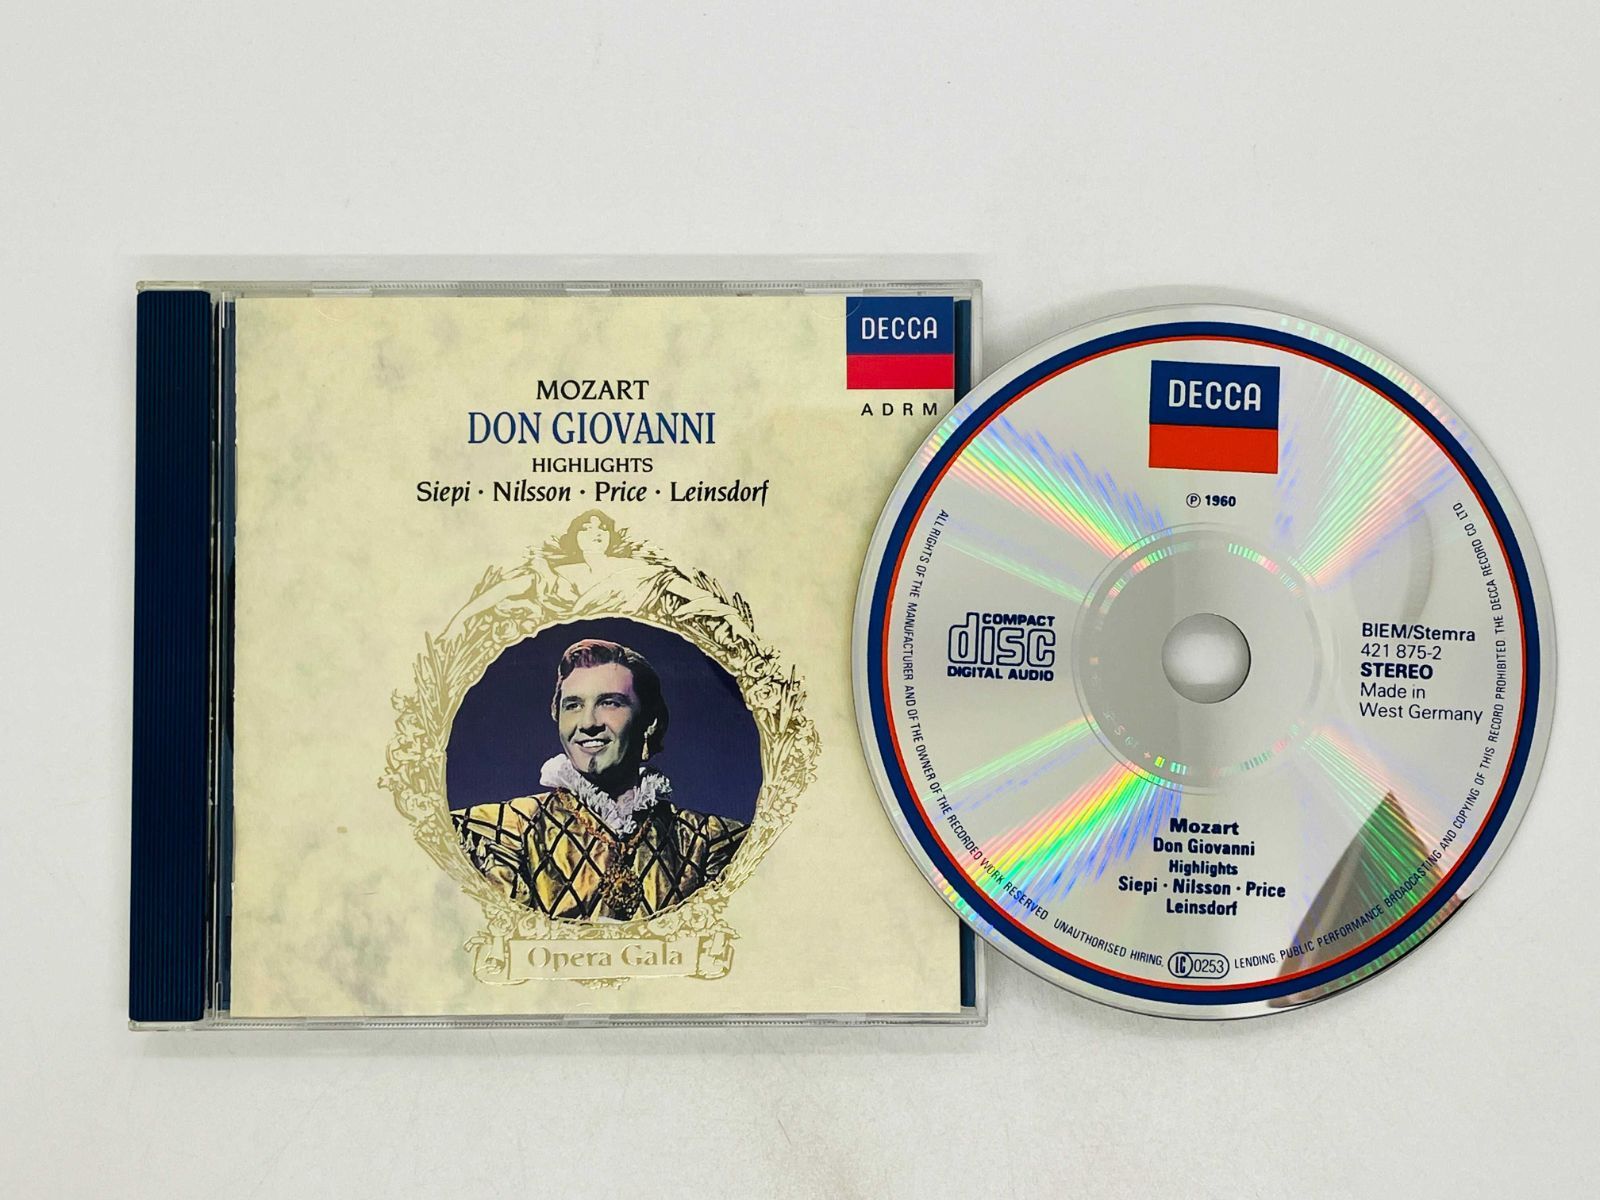 DECCA
ADRM
MOZART
DON GIOVANNI
HIGHLIGHTS
Siepi · Nilsson · Price · Leinsdorf
Opera Gala
DECCA
℗ 1960
COMPACT
disc
DIGITAL AUDIO
BIEM/Stemra
421 875-2
STEREO
Made in
West Germany
Mozart
Don Giovanni
Highlights
Siepi · Nilsson · Price
Leinsdorf
ALL RIGHTS OF THE MANUFACTURER AND OF THE OWNER OF THE RECORDED WORK RESERVED. UNAUTHORISED HIRING, LC 0253 LENDING, PUBLIC PERFORMANCE BROADCASTING AND COPYING OF THIS RECORD PROHIBITED. THE DECCA RECORD CO LTD